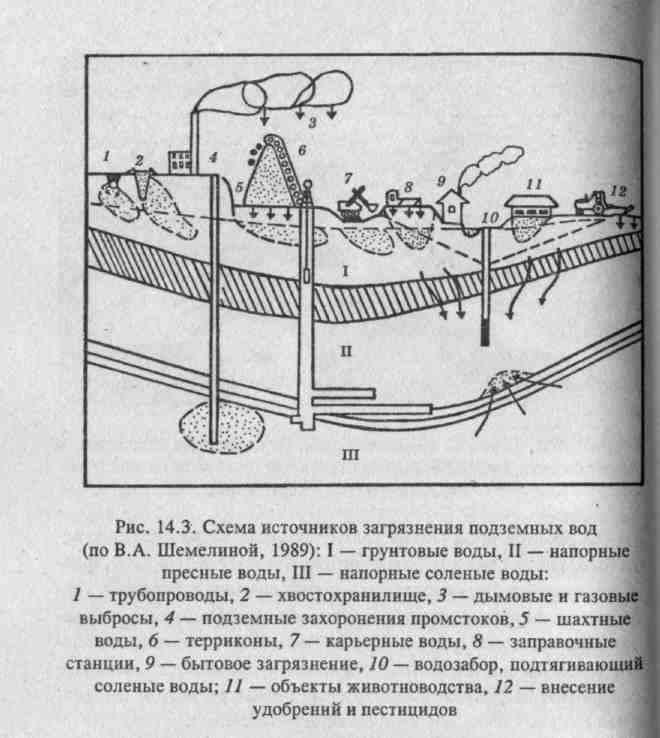 1
2
3
4
5
6
7
8
9
10
11
12
I
II
III
Рис. 14.3. Схема источников загрязнения подземных вод
(по В.А. Шемелиной, 1989): I — грунтовые воды, II — напорные
пресные воды, III — напорные соленые воды:
1 — трубопроводы, 2 — хвостохранилище, 3 — дымовые и газовые
выбросы, 4 — подземные захоронения промстоков, 5 — шахтные
воды, 6 — терриконы, 7 — карьерные воды, 8 — заправочные
станции, 9 — бытовое загрязнение, 10 — водозабор, подтягивающий
соленые воды; 11 — объекты животноводства, 12 — внесение
удобрений и пестицидов